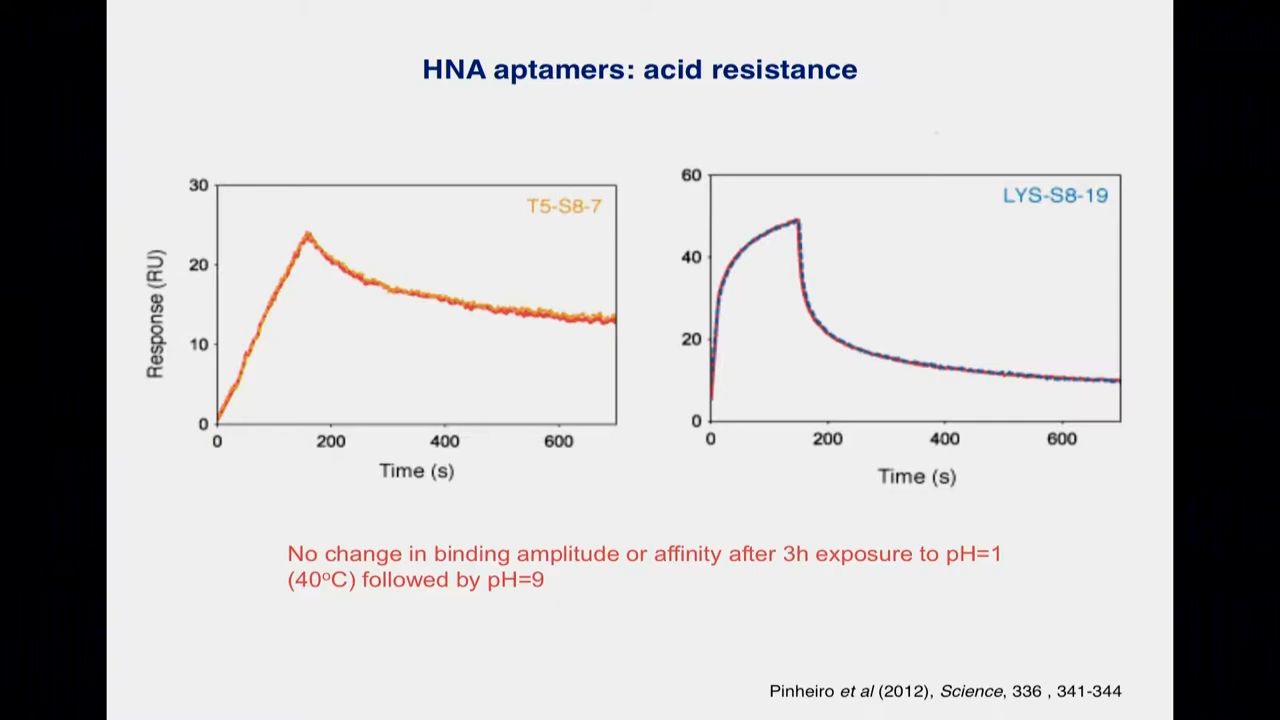 HNA aptamers: acid resistance
30
20
10
0
Response (RU)
T5-S8-7
0 200 400 600
Time (s)
60
40
20
0
LYS-S8-19
0 200 400 600
Time (s)
No change in binding amplitude or affinity after 3h exposure to pH=1
(40ºC) followed by pH=9
Pinheiro et al (2012), Science, 336 , 341-344